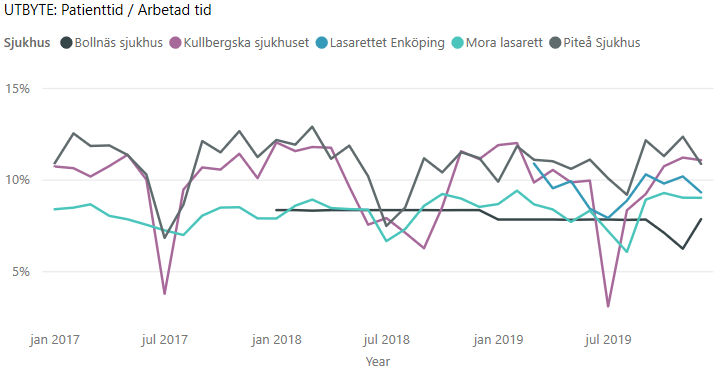 UTBYTE: Patienttid / Arbetad tid
Sjukhus Bollnäs sjukhus Kullbergska sjukhuset Lasarettet Enköping Mora lasarett Piteå Sjukhus
15%
10%
5%
jan 2017 jul 2017 jan 2018 jul 2018 jan 2019 jul 2019
Year